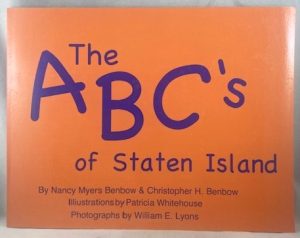 The
ABC's
of Staten Island
By Nancy Myers Benbow & Christopher H. Benbow
Illustrations by Patricia Whitehouse
Photographs by William E. Lyons